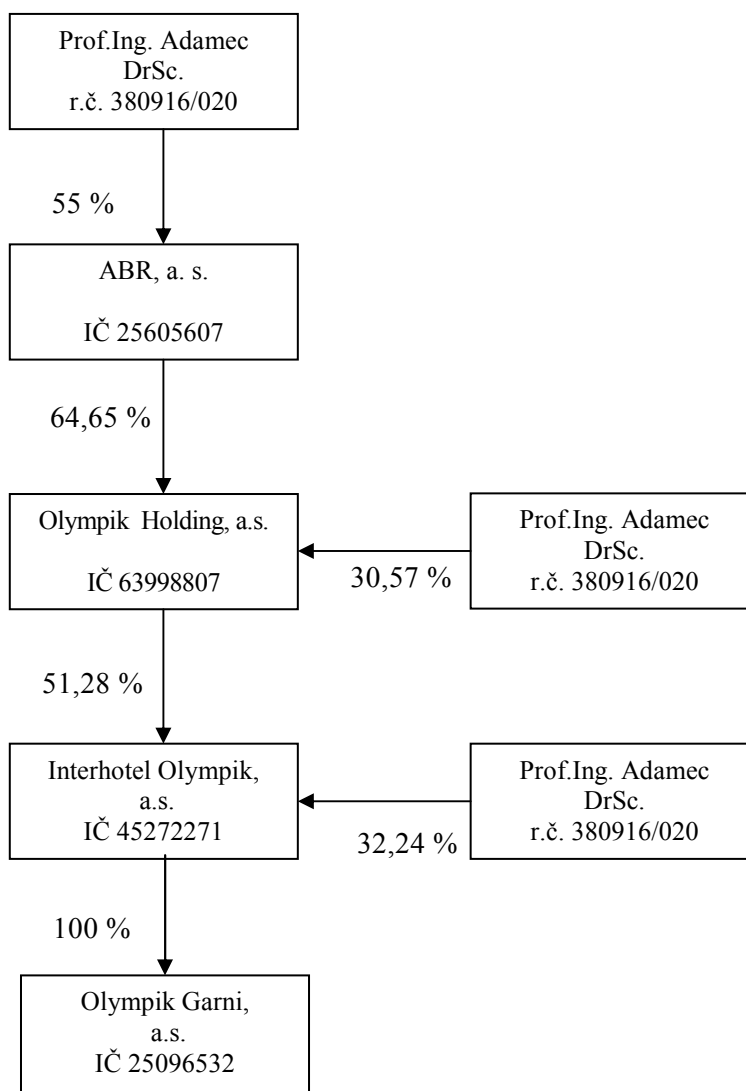 Prof.Ing. Adamec
DrSc.
r.č. 380916/020
55 %
ABR, a. s.
IČ 25605607
64,65 %
Olympik Holding, a.s.
IČ 63998807
30,57 %
Prof.Ing. Adamec
DrSc.
r.č. 380916/020
51,28 %
Interhotel Olympik,
a.s.
IČ 45272271
32,24 %
Prof.Ing. Adamec
DrSc.
r.č. 380916/020
100 %
Olympik Garni,
a.s.
IČ 25096532